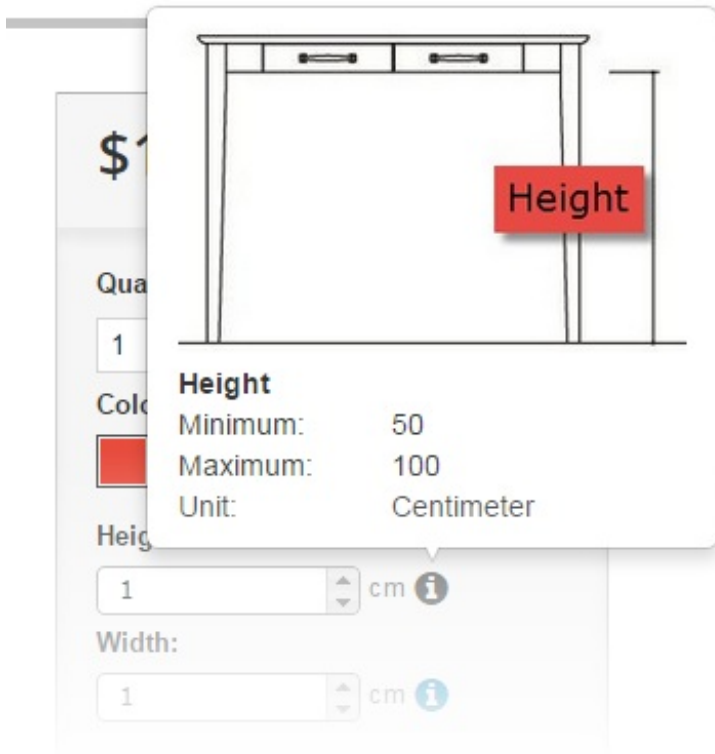 $1
Height
Height
Minimum: 50
Maximum: 100
Unit: Centimeter
Qua
1
Colo
Heig
1 cm
Width:
1 cm